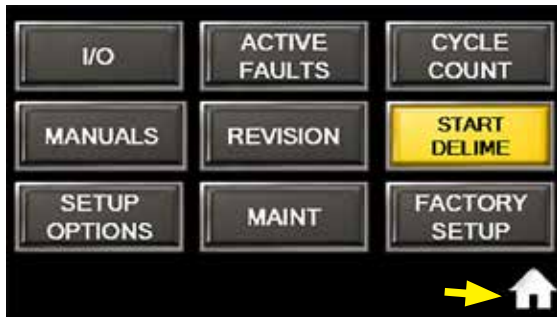 I/O
ACTIVE
FAULTS
CYCLE
COUNT
MANUALS
REVISION
START
DELIME
SETUP
OPTIONS
MAINT
FACTORY
SETUP